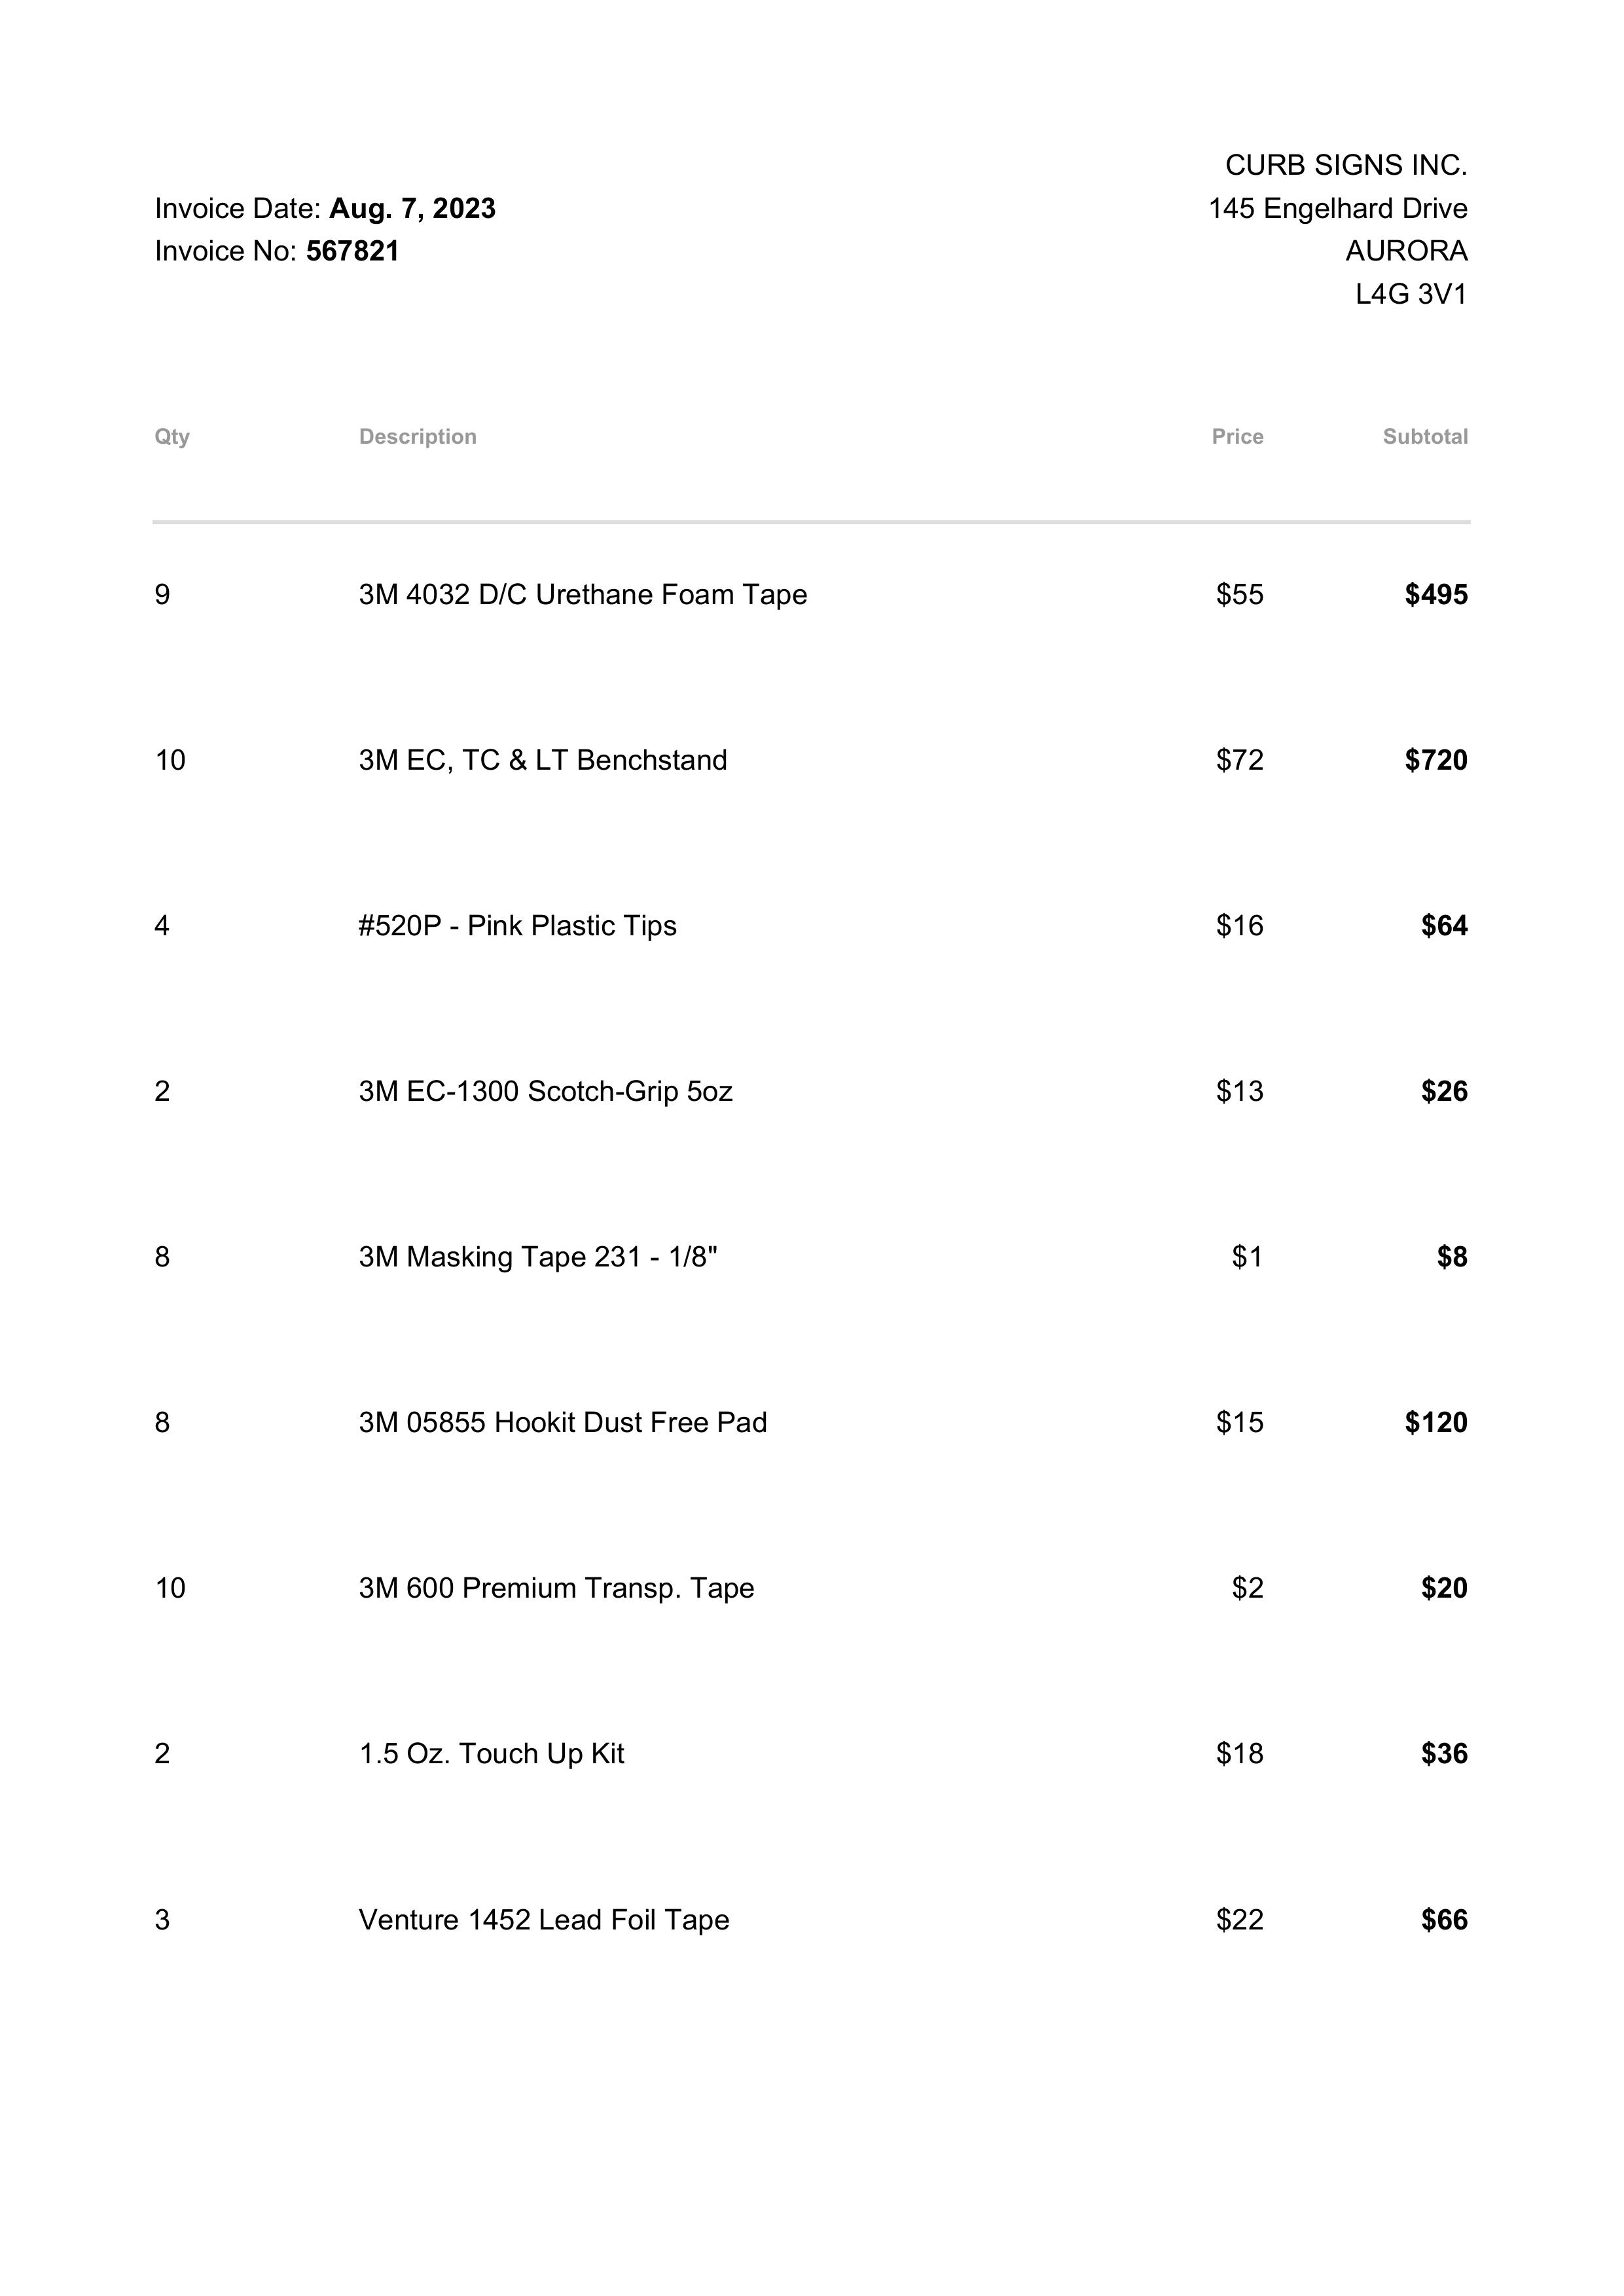 CURB SIGNS INC.
Invoice Date: Aug. 7, 2023 145 Engelhard Drive
Invoice No: 567821 AURORA
L4G 3V1
Qty Description Price Subtotal
9 3M 4032 D/C Urethane Foam Tape $55 $495
10 3M EC, TC & LT Benchstand $72 $720
4 #520P - Pink Plastic Tips $16 $64
2 3M EC-1300 Scotch-Grip 5oz $13 $26
8 3M Masking Tape 231 - 1/8" $1 $8
8 3M 05855 Hookit Dust Free Pad $15 $120
10 3M 600 Premium Transp. Tape $2 $20
2 1.5 Oz. Touch Up Kit $18 $36
3 Venture 1452 Lead Foil Tape $22 $66